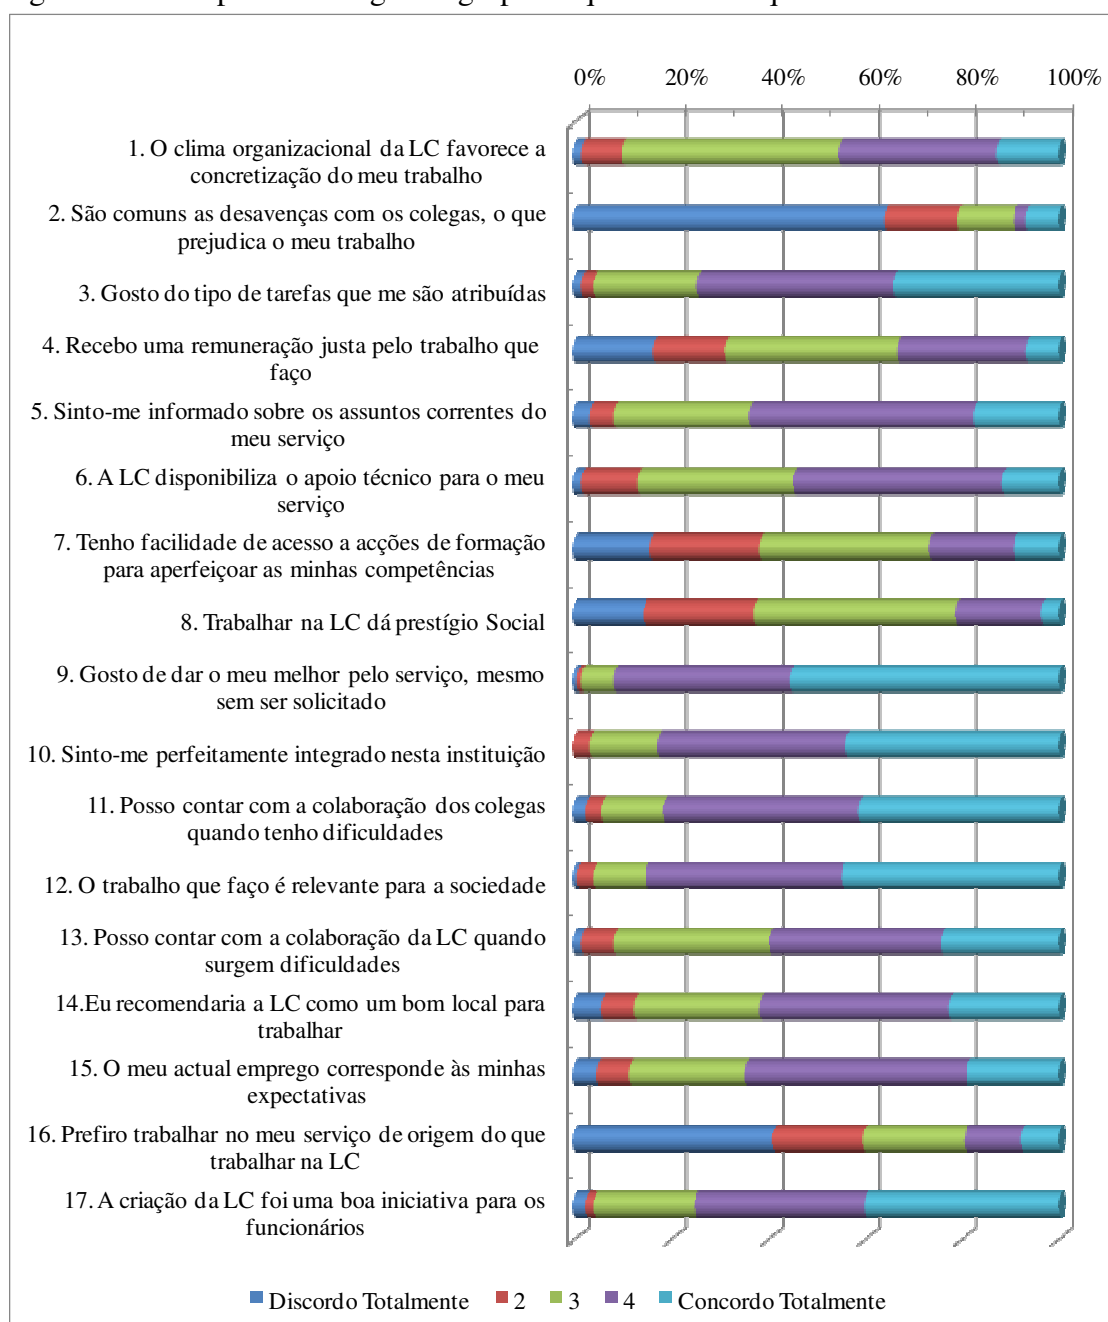 0% 20% 40% 60% 80% 100%
1. O clima organizacional da LC favorece a
concretização do meu trabalho
2. São comuns as desavenças com os colegas, o que
prejudica o meu trabalho
3. Gosto do tipo de tarefas que me são atribuídas
4. Recebo uma remuneração justa pelo trabalho que
faço
5. Sinto-me informado sobre os assuntos correntes do
meu serviço
6. A LC disponibiliza o apoio técnico para o meu
serviço
7. Tenho facilidade de acesso a acções de formação
para aperfeiçoar as minhas competências
8. Trabalhar na LC dá prestígio Social
9. Gosto de dar o meu melhor pelo serviço, mesmo
sem ser solicitado
10. Sinto-me perfeitamente integrado nesta instituição
11. Posso contar com a colaboração dos colegas
quando tenho dificuldades
12. O trabalho que faço é relevante para a sociedade
13. Posso contar com a colaboração da LC quando
surgem dificuldades
14.Eu recomendaria a LC como um bom local para
trabalhar
15. O meu actual emprego corresponde às minhas
expectativas
16. Prefiro trabalhar no meu serviço de origem do que
trabalhar na LC
17. A criação da LC foi uma boa iniciativa para os
funcionários
Discordo Totalmente 2 3 4 Concordo Totalmente